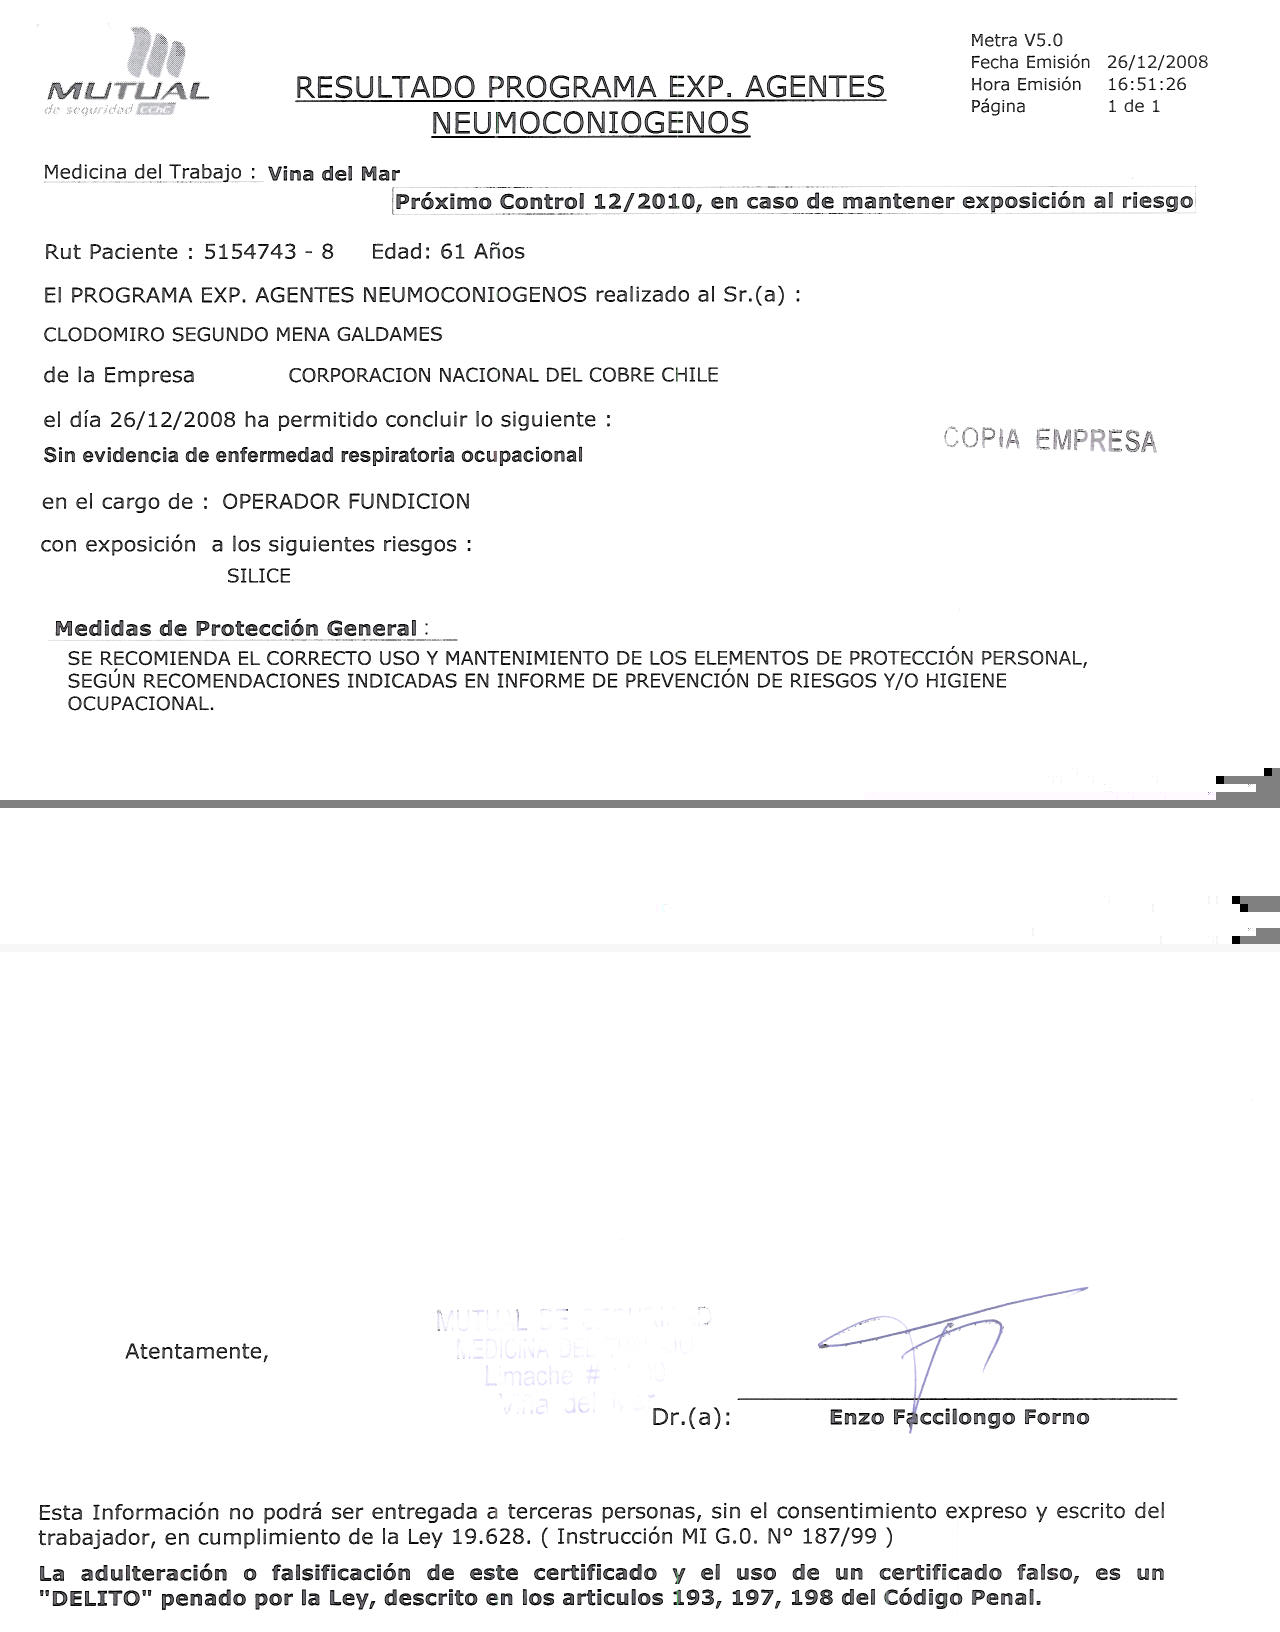 MUTUAL
de seguridad CChC
Metra V5.0
Fecha Emisión 26/12/2008
Hora Emisión 16:51:26
Página 1 de 1
RESULTADO PROGRAMA EXP. AGENTES
NEUMOCONIOGENOS
Medicina del Trabajo : Vina del Mar
Próximo Control 12/2010, en caso de mantener exposición al riesgo
Rut Paciente : 5154743 - 8 Edad: 61 Años
El PROGRAMA EXP. AGENTES NEUMOCONIOGENOS realizado al Sr.(a) :
CLODOMIRO SEGUNDO MENA GALDAMES
de la Empresa CORPORACION NACIONAL DEL COBRE CHILE
el día 26/12/2008 ha permitido concluir lo siguiente :
COPIA EMPRESA
Sin evidencia de enfermedad respiratoria ocupacional
en el cargo de : OPERADOR FUNDICION
con exposición a los siguientes riesgos :
SILICE
Medidas de Protección General :
SE RECOMIENDA EL CORRECTO USO Y MANTENIMIENTO DE LOS ELEMENTOS DE PROTECCIÓN PERSONAL,
SEGÚN RECOMENDACIONES INDICADAS EN INFORME DE PREVENCIÓN DE RIESGOS Y/O HIGIENE
OCUPACIONAL.
MUTUAL DE
MEDICINA DEL
Limache #
Viña del
Atentamente,
Dr.(a): Enzo Faccilongo Forno
Esta Información no podrá ser entregada a terceras personas, sin el consentimiento expreso y escrito del
trabajador, en cumplimiento de la Ley 19.628. ( Instrucción MI G.0. N° 187/99 )
La adulteración o falsificación de este certificado y el uso de un certificado falso, es un
"DELITO" penado por la Ley, descrito en los articulos 193, 197, 198 del Código Penal.